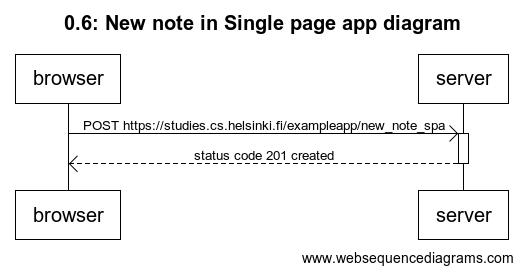 0.6: New note in Single page app diagram
browser server
POST https://studies.cs.helsinki.fi/exampleapp/new_note_spa
status code 201 created
browser server
www.websequencediagrams.com